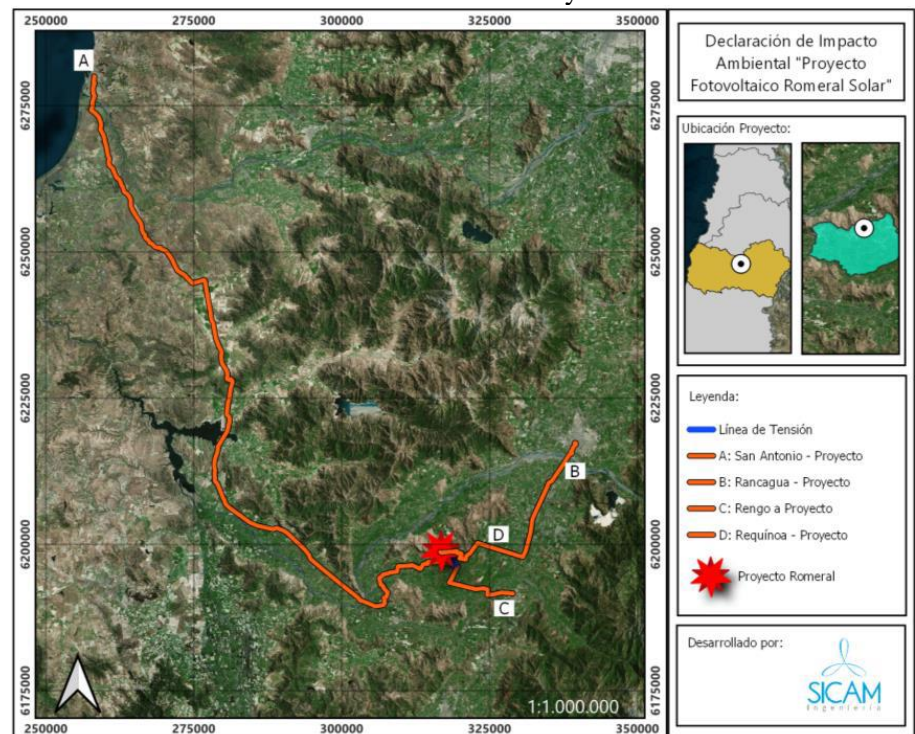 250000 275000 300000 325000 350000
A
6275000
6250000
6225000
6200000
6175000
B
D
C
1:1.000.000
6275000
6250000
6225000
6200000
6175000
250000 275000 300000 325000 350000
Declaración de Impacto
Ambiental "Proyecto
Fotovoltaico Romeral Solar"
Ubicación Proyecto:
Leyenda:
Línea de Tensión
A: San Antonio - Proyecto
B: Rancagua - Proyecto
C: Rengo a Proyecto
D: Requínoa - Proyecto
Proyecto Romeral
Desarrollado por:
SICAM
Ingeniería